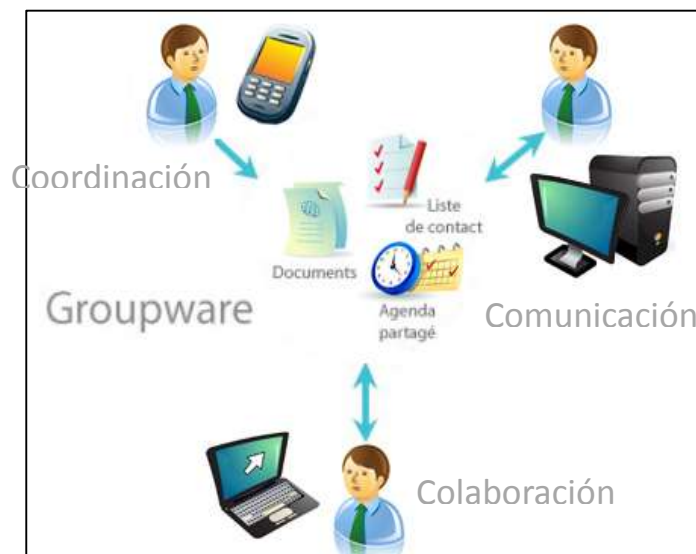 Coordinación
Liste
de contact
Documents
Groupware
Agenda
partagé
Comunicación
Colaboración